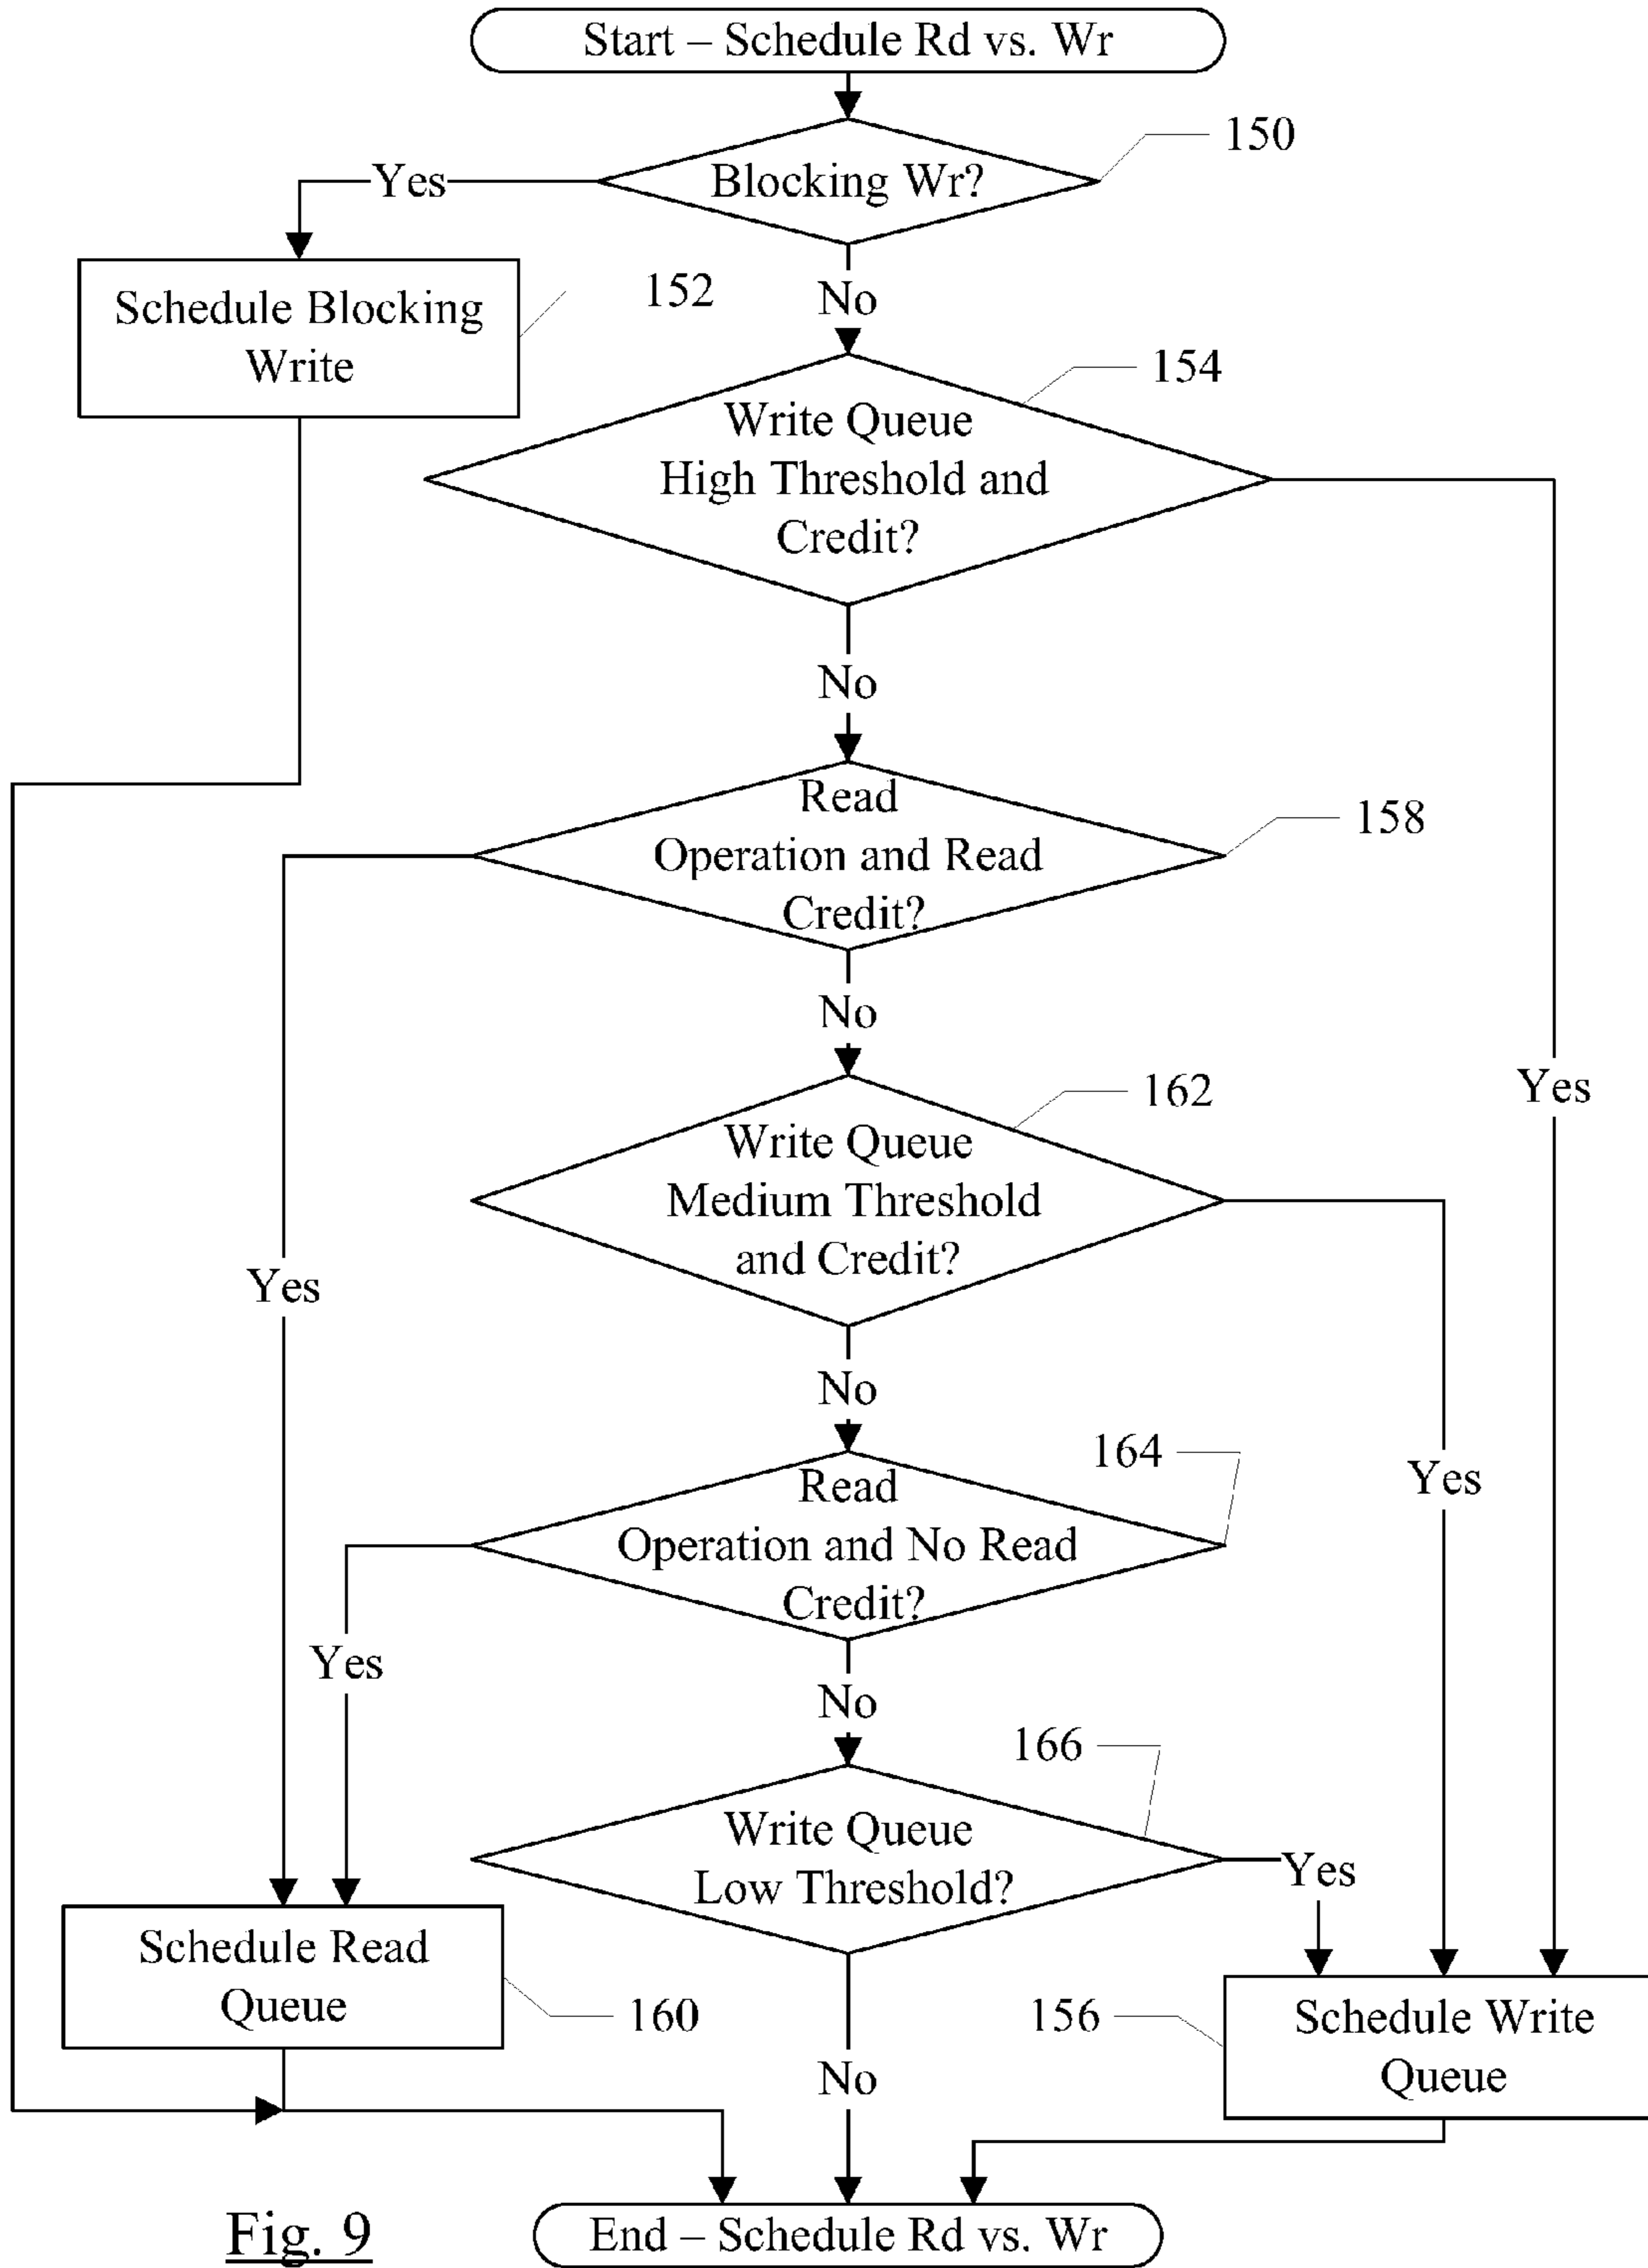 Start – Schedule Rd vs. Wr
150
Blocking Wr?
Yes
No
Schedule Blocking
Write
152
154
Write Queue
High Threshold and
Credit?
No
Yes
Read
Operation and Read
Credit?
158
Yes
No
162
Write Queue
Medium Threshold
and Credit?
Yes
No
164
Read
Operation and No Read
Credit?
Yes
No
166
Write Queue
Low Threshold?
Yes
No
Schedule Read
Queue
160
156
Schedule Write
Queue
End – Schedule Rd vs. Wr
Fig. 9